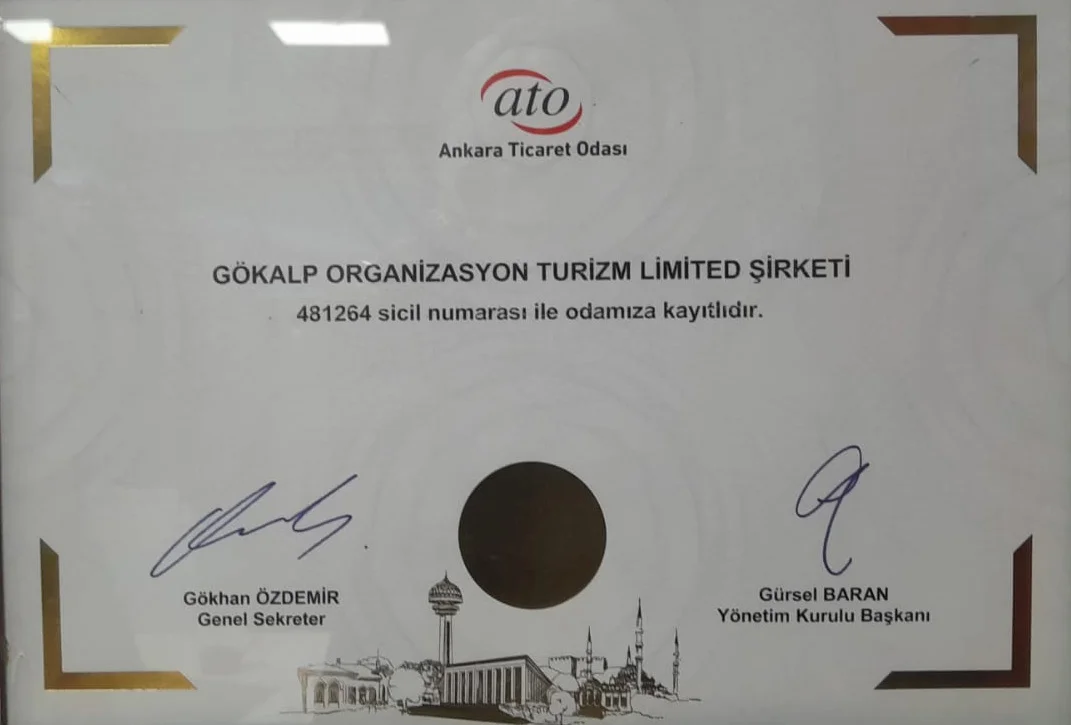 ato
Ankara Ticaret Odası
GÖKALP ORGANİZASYON TURİZM LİMİTED ŞİRKETİ
481264 sicil numarası ile odamıza kayıtlıdır.
Gökhan ÖZDEMİR
Genel Sekreter
Gürsel BARAN
Yönetim Kurulu Başkanı